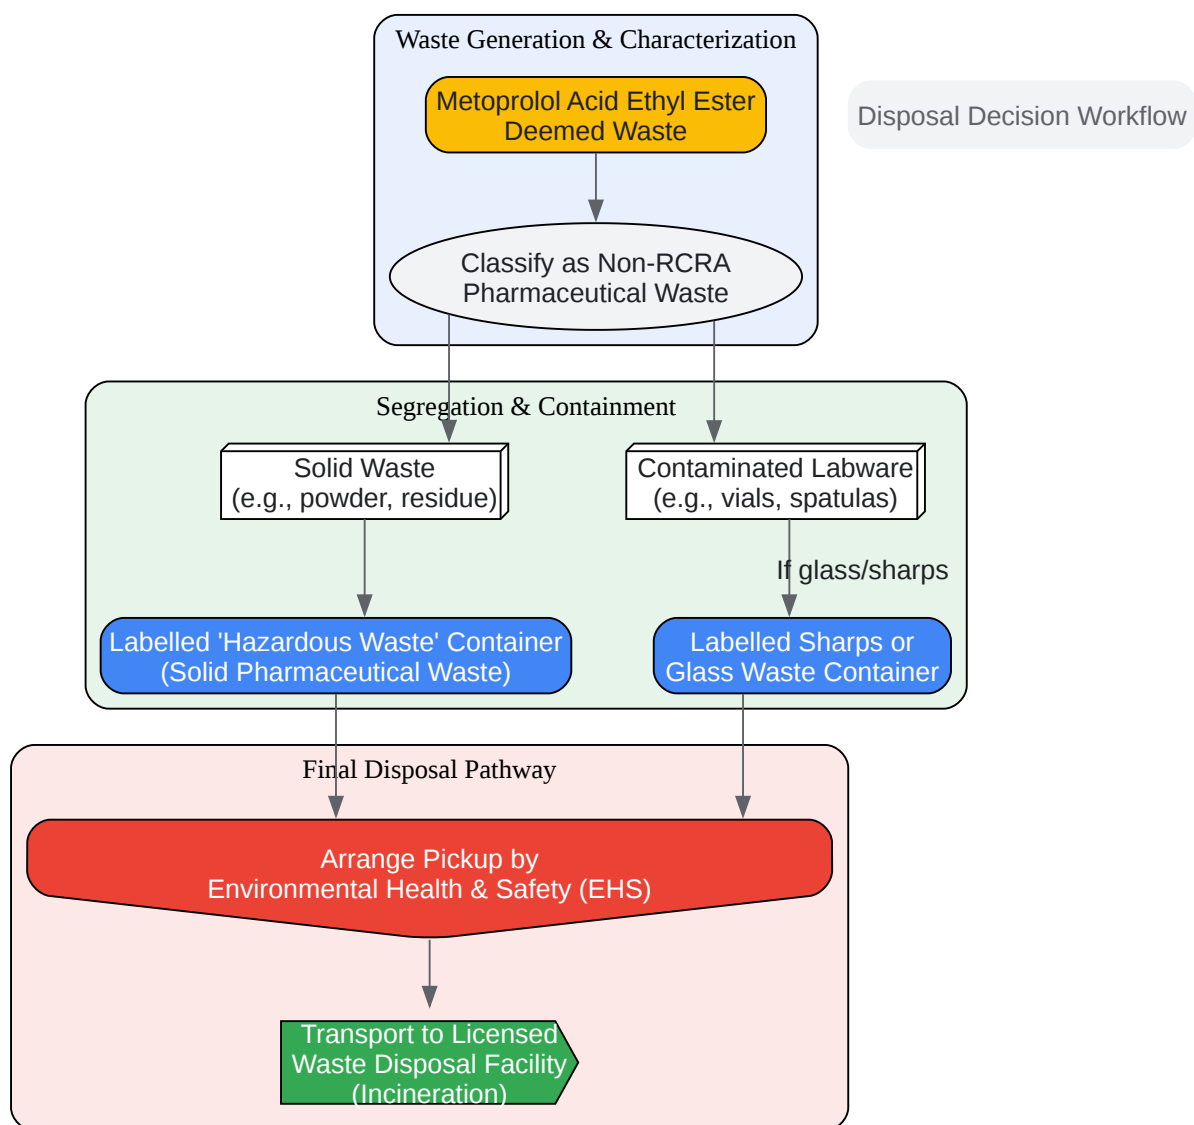 Waste Generation & Characterization
Metoprolol Acid Ethyl Ester
Deemed Waste
Disposal Decision Workflow
Classify as Non-RCRA
Pharmaceutical Waste
Segregation & Containment
Solid Waste
(e.g., powder, residue)
Contaminated Labware
(e.g., vials, spatulas)
If glass/sharps
Labelled 'Hazardous Waste' Container
(Solid Pharmaceutical Waste)
Labelled Sharps or
Glass Waste Container
Final Disposal Pathway
Arrange Pickup by
Environmental Health & Safety (EHS)
Transport to Licensed
Waste Disposal Facility
(Incineration)